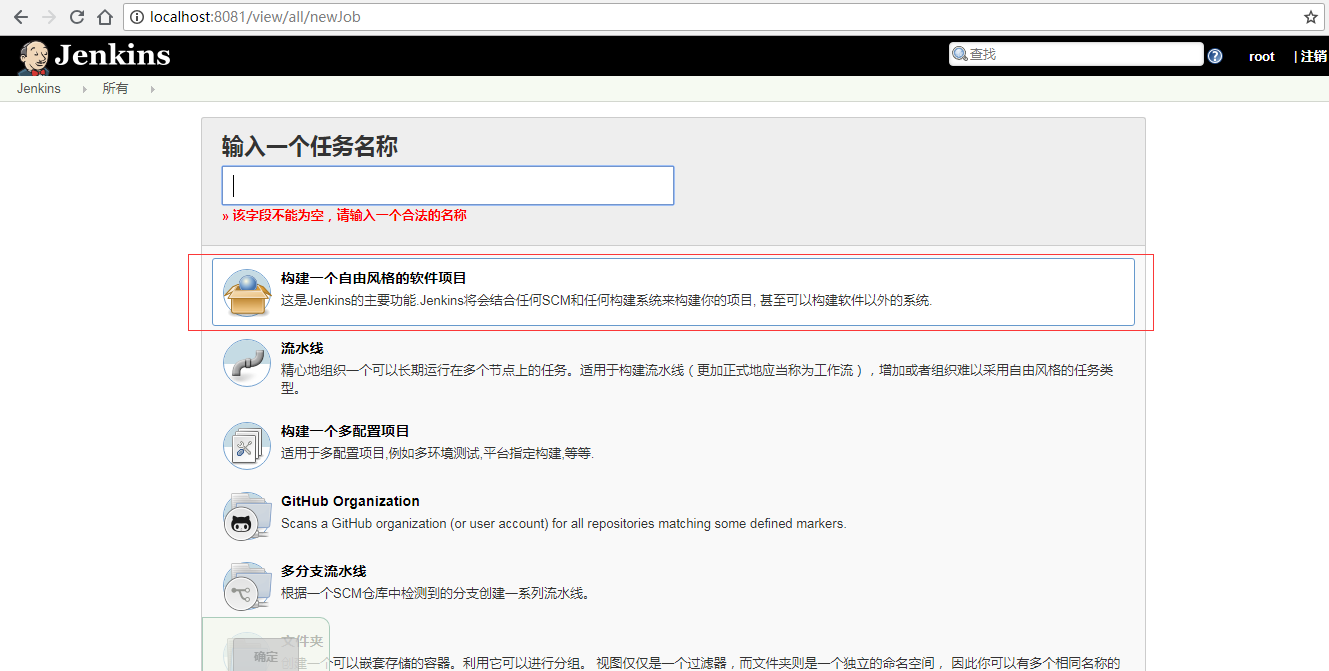 localhost:8081/view/all/newJob
Jenkins
查找
root
| 注销
Jenkins
所有
输入一个任务名称
» 该字段不能为空，请输入一个合法的名称
构建一个自由风格的软件项目
这是Jenkins的主要功能.Jenkins将会结合任何SCM和任何构建系统来构建你的项目, 甚至可以构建软件以外的系统.
流水线
精心地组织一个可以长期运行在多个节点上的任务。适用于构建流水线（更加正式地应当称为工作流），增加或者组织难以采用自由风格的任务类
型。
构建一个多配置项目
适用于多配置项目,例如多环境测试,平台指定构建,等等.
GitHub Organization
Scans a GitHub organization (or user account) for all repositories matching some defined markers.
多分支流水线
根据一个SCM仓库中检测到的分支创建一系列流水线。
文件夹
确定
创建一个可以嵌套存储的容器。利用它可以进行分组。 视图仅仅是一个过滤器，而文件夹则是一个独立的命名空间， 因此你可以有多个相同名称的